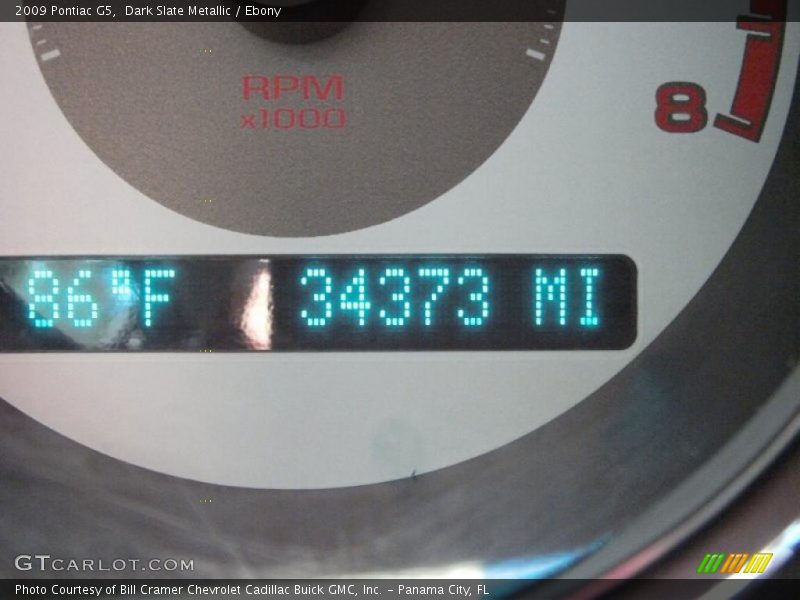 2009 Pontiac G5, Dark Slate Metallic / Ebony
RPM
x1000
8
86°F 34373 MI
GTCARLOT.COM
Photo Courtesy of Bill Cramer Chevrolet Cadillac Buick GMC, Inc. - Panama City, FL